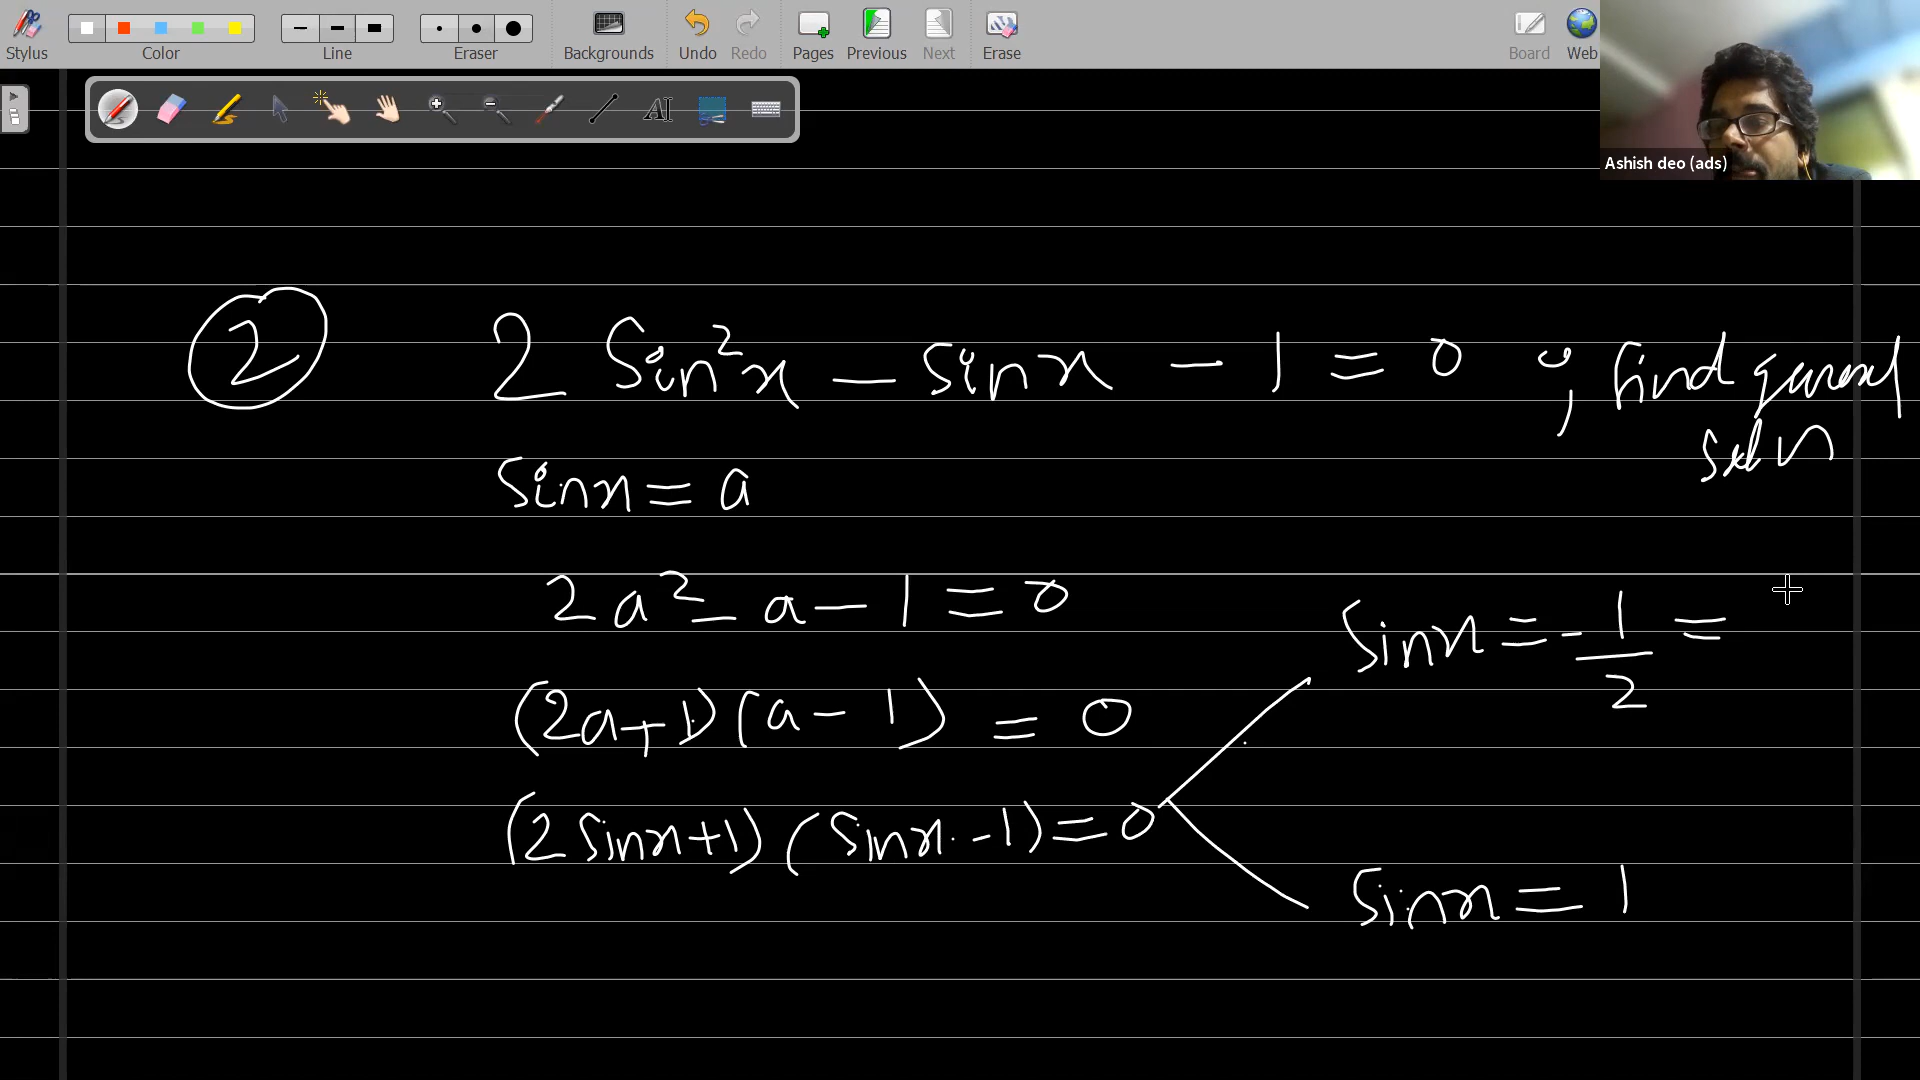 Stylus Color Line Eraser Backgrounds Undo Redo Pages Previous Next Erase Board Web
Ashish deo (ads)
AI
2 2 Sin²x - sinx - 1 = 0 ; find general
soln
Sinx = a
2a² - a - 1 = 0
(2a+1)(a - 1) = 0
(2sinx+1)(sinx - 1) = 0
Sinx = -1/2 =
Sinx = 1